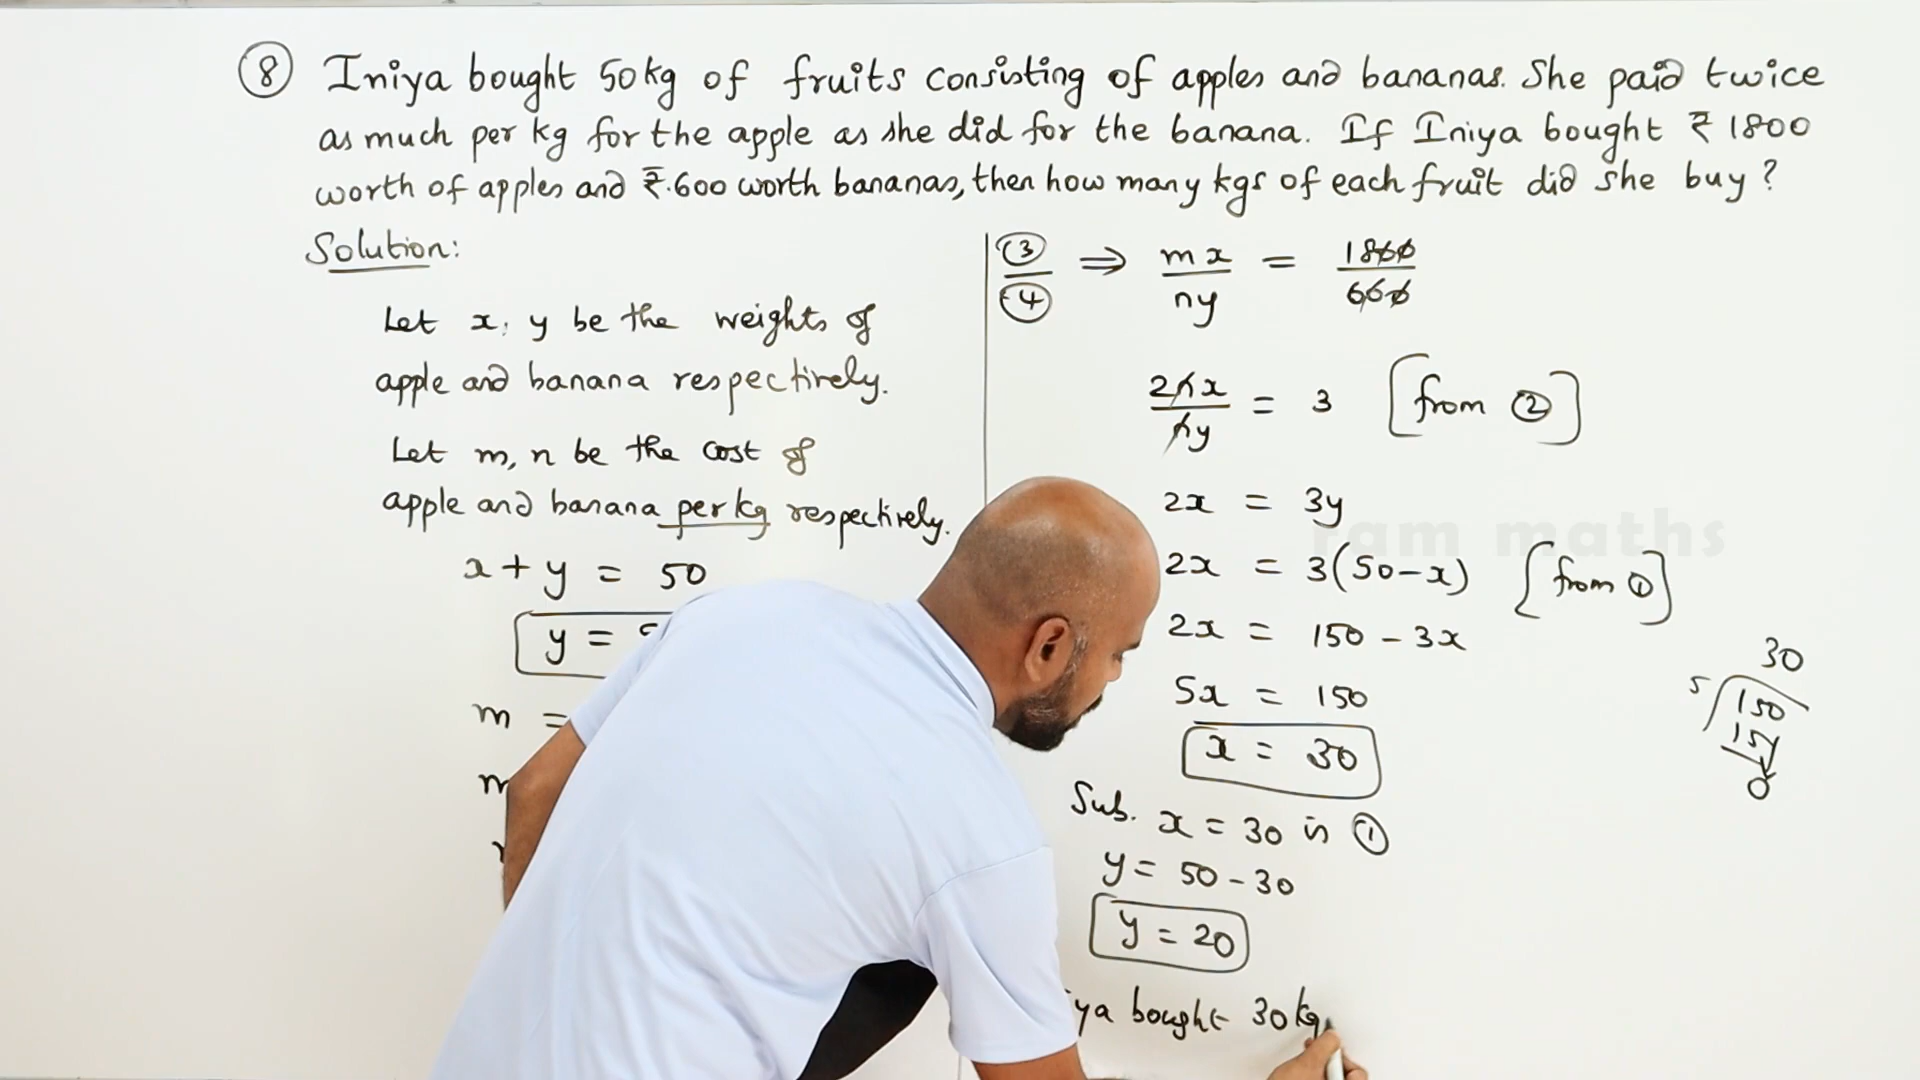 8 Iniya bought 50kg of fruits consisting of apples and bananas. She paid twice
as much per kg for the apple as she did for the banana. If Iniya bought ₹ 1800
worth of apples and ₹.600 worth bananas, then how many kgs of each fruit did she buy?
Solution:
Let x, y be the weights of
apple and banana respectively.
Let m, n be the cost of
apple and banana per kg respectively.
x + y = 50
y =
m =
m
3/4 ⇒ mx/ny = 1800/600
2nx/ny = 3 [from 2]
2x = 3y
ram maths
2x = 3(50-x) [from 1]
2x = 150 - 3x
5x = 150
x = 30
Sub. x = 30 in 1
y = 50 - 30
y = 20
bought 30kg
30
5 150
150
0